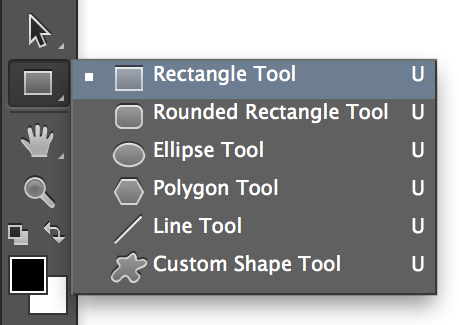 Rectangle Tool U
Rounded Rectangle Tool U
Ellipse Tool U
Polygon Tool U
Line Tool U
Custom Shape Tool U